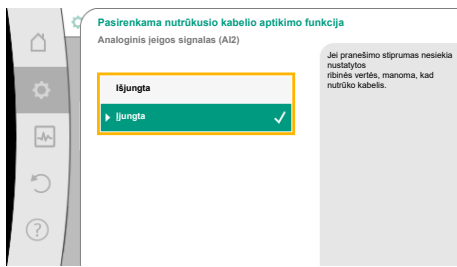 Pasirenkama nutrūkusio kabelio aptikimo funkcija
Analoginis įeigos signalas (AI2)
Išjungta
Įjungta
Jei pranešimo stiprumas nesiekia
nustatytos
ribinės vertės, manoma, kad
nutrūko kabelis.